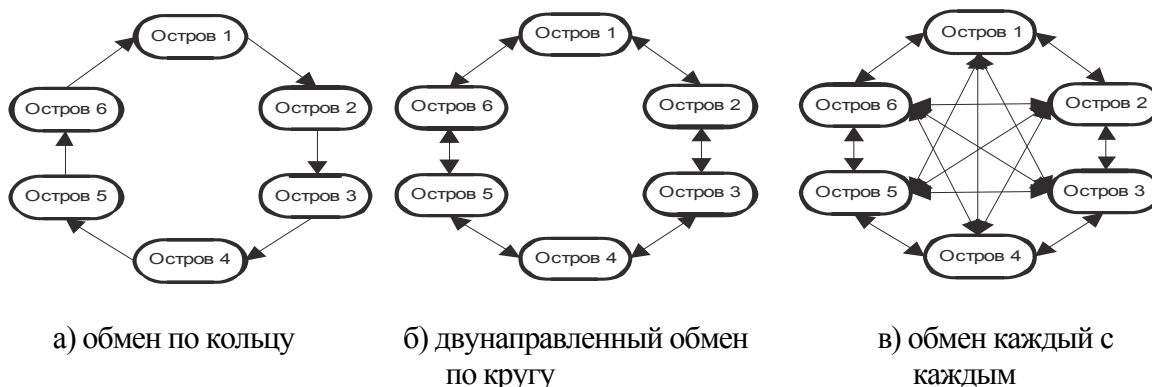 Остров 1
Остров 6
Остров 2
Остров 5
Остров 3
Остров 4
а) обмен по кольцу
Остров 1
Остров 6
Остров 2
Остров 5
Остров 3
Остров 4
б) двунаправленный обмен
по кругу
Остров 1
Остров 6
Остров 2
Остров 5
Остров 3
Остров 4
в) обмен каждый с
каждым